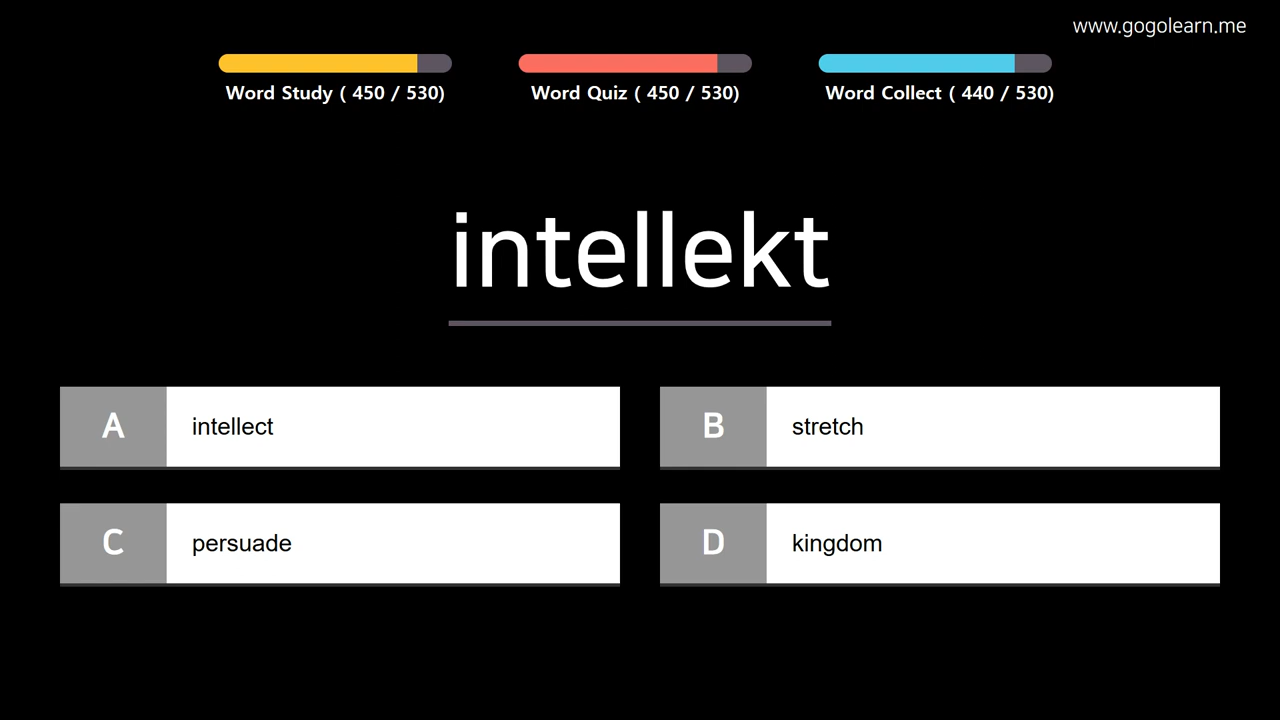 www.gogolearn.me
Word Study ( 450 / 530)
Word Quiz ( 450 / 530)
Word Collect ( 440 / 530)
intellekt
A intellect
B stretch
C persuade
D kingdom